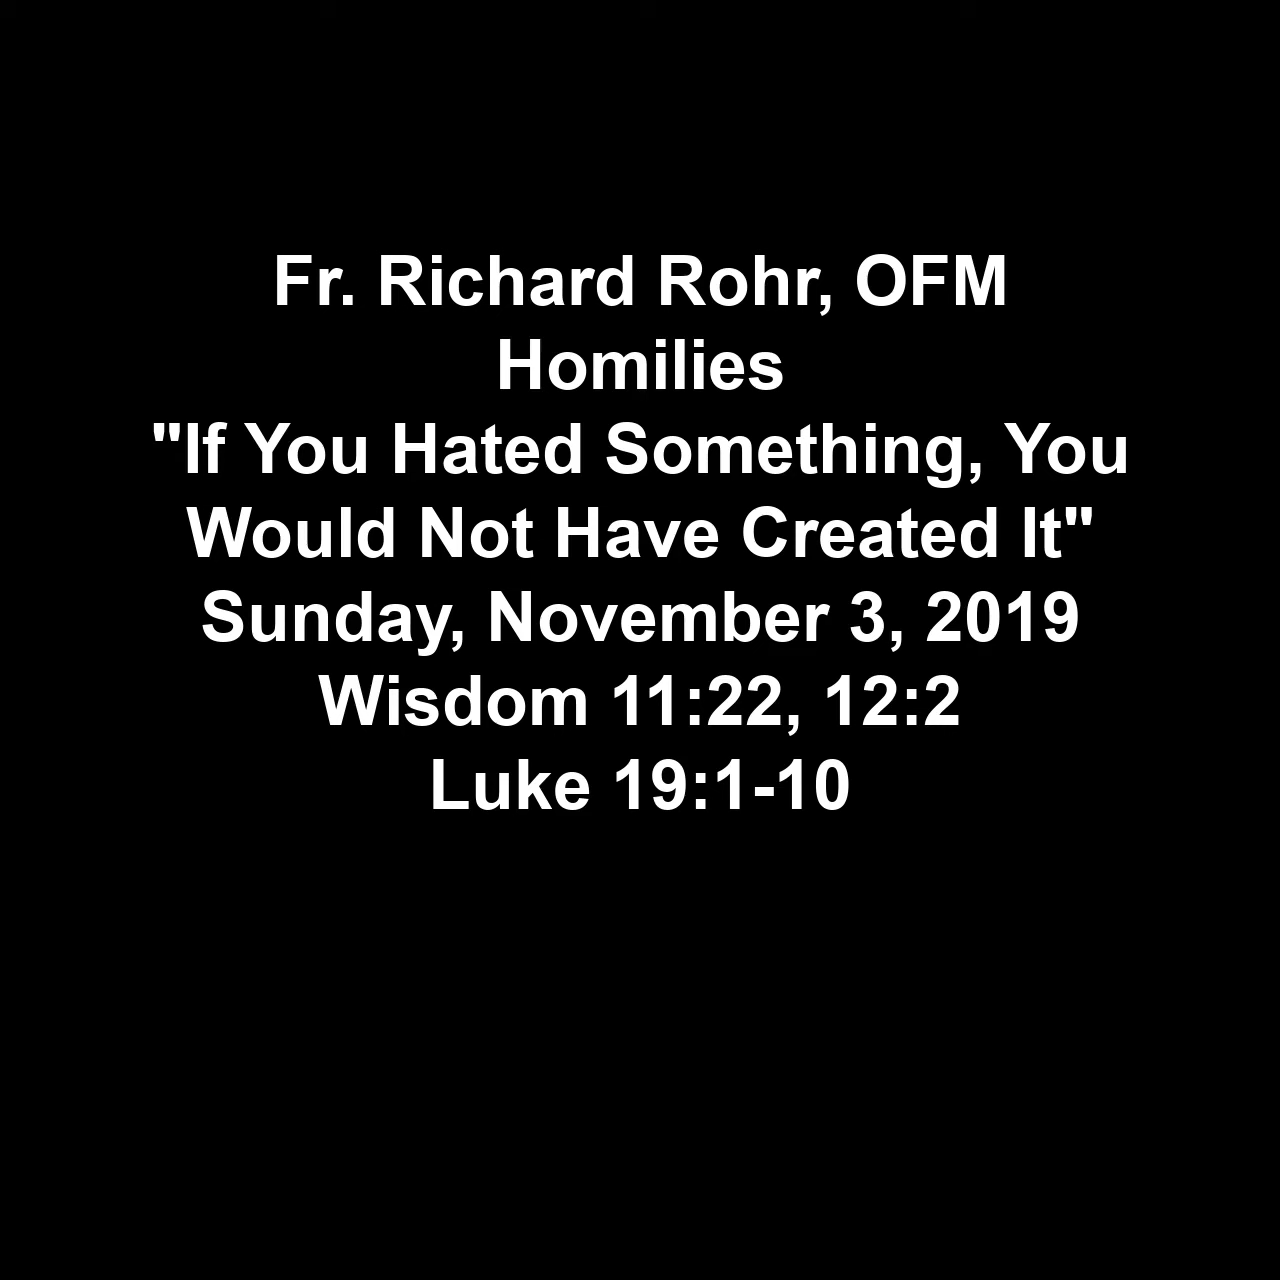 Fr. Richard Rohr, OFM
Homilies
"If You Hated Something, You
Would Not Have Created It"
Sunday, November 3, 2019
Wisdom 11:22, 12:2
Luke 19:1-10